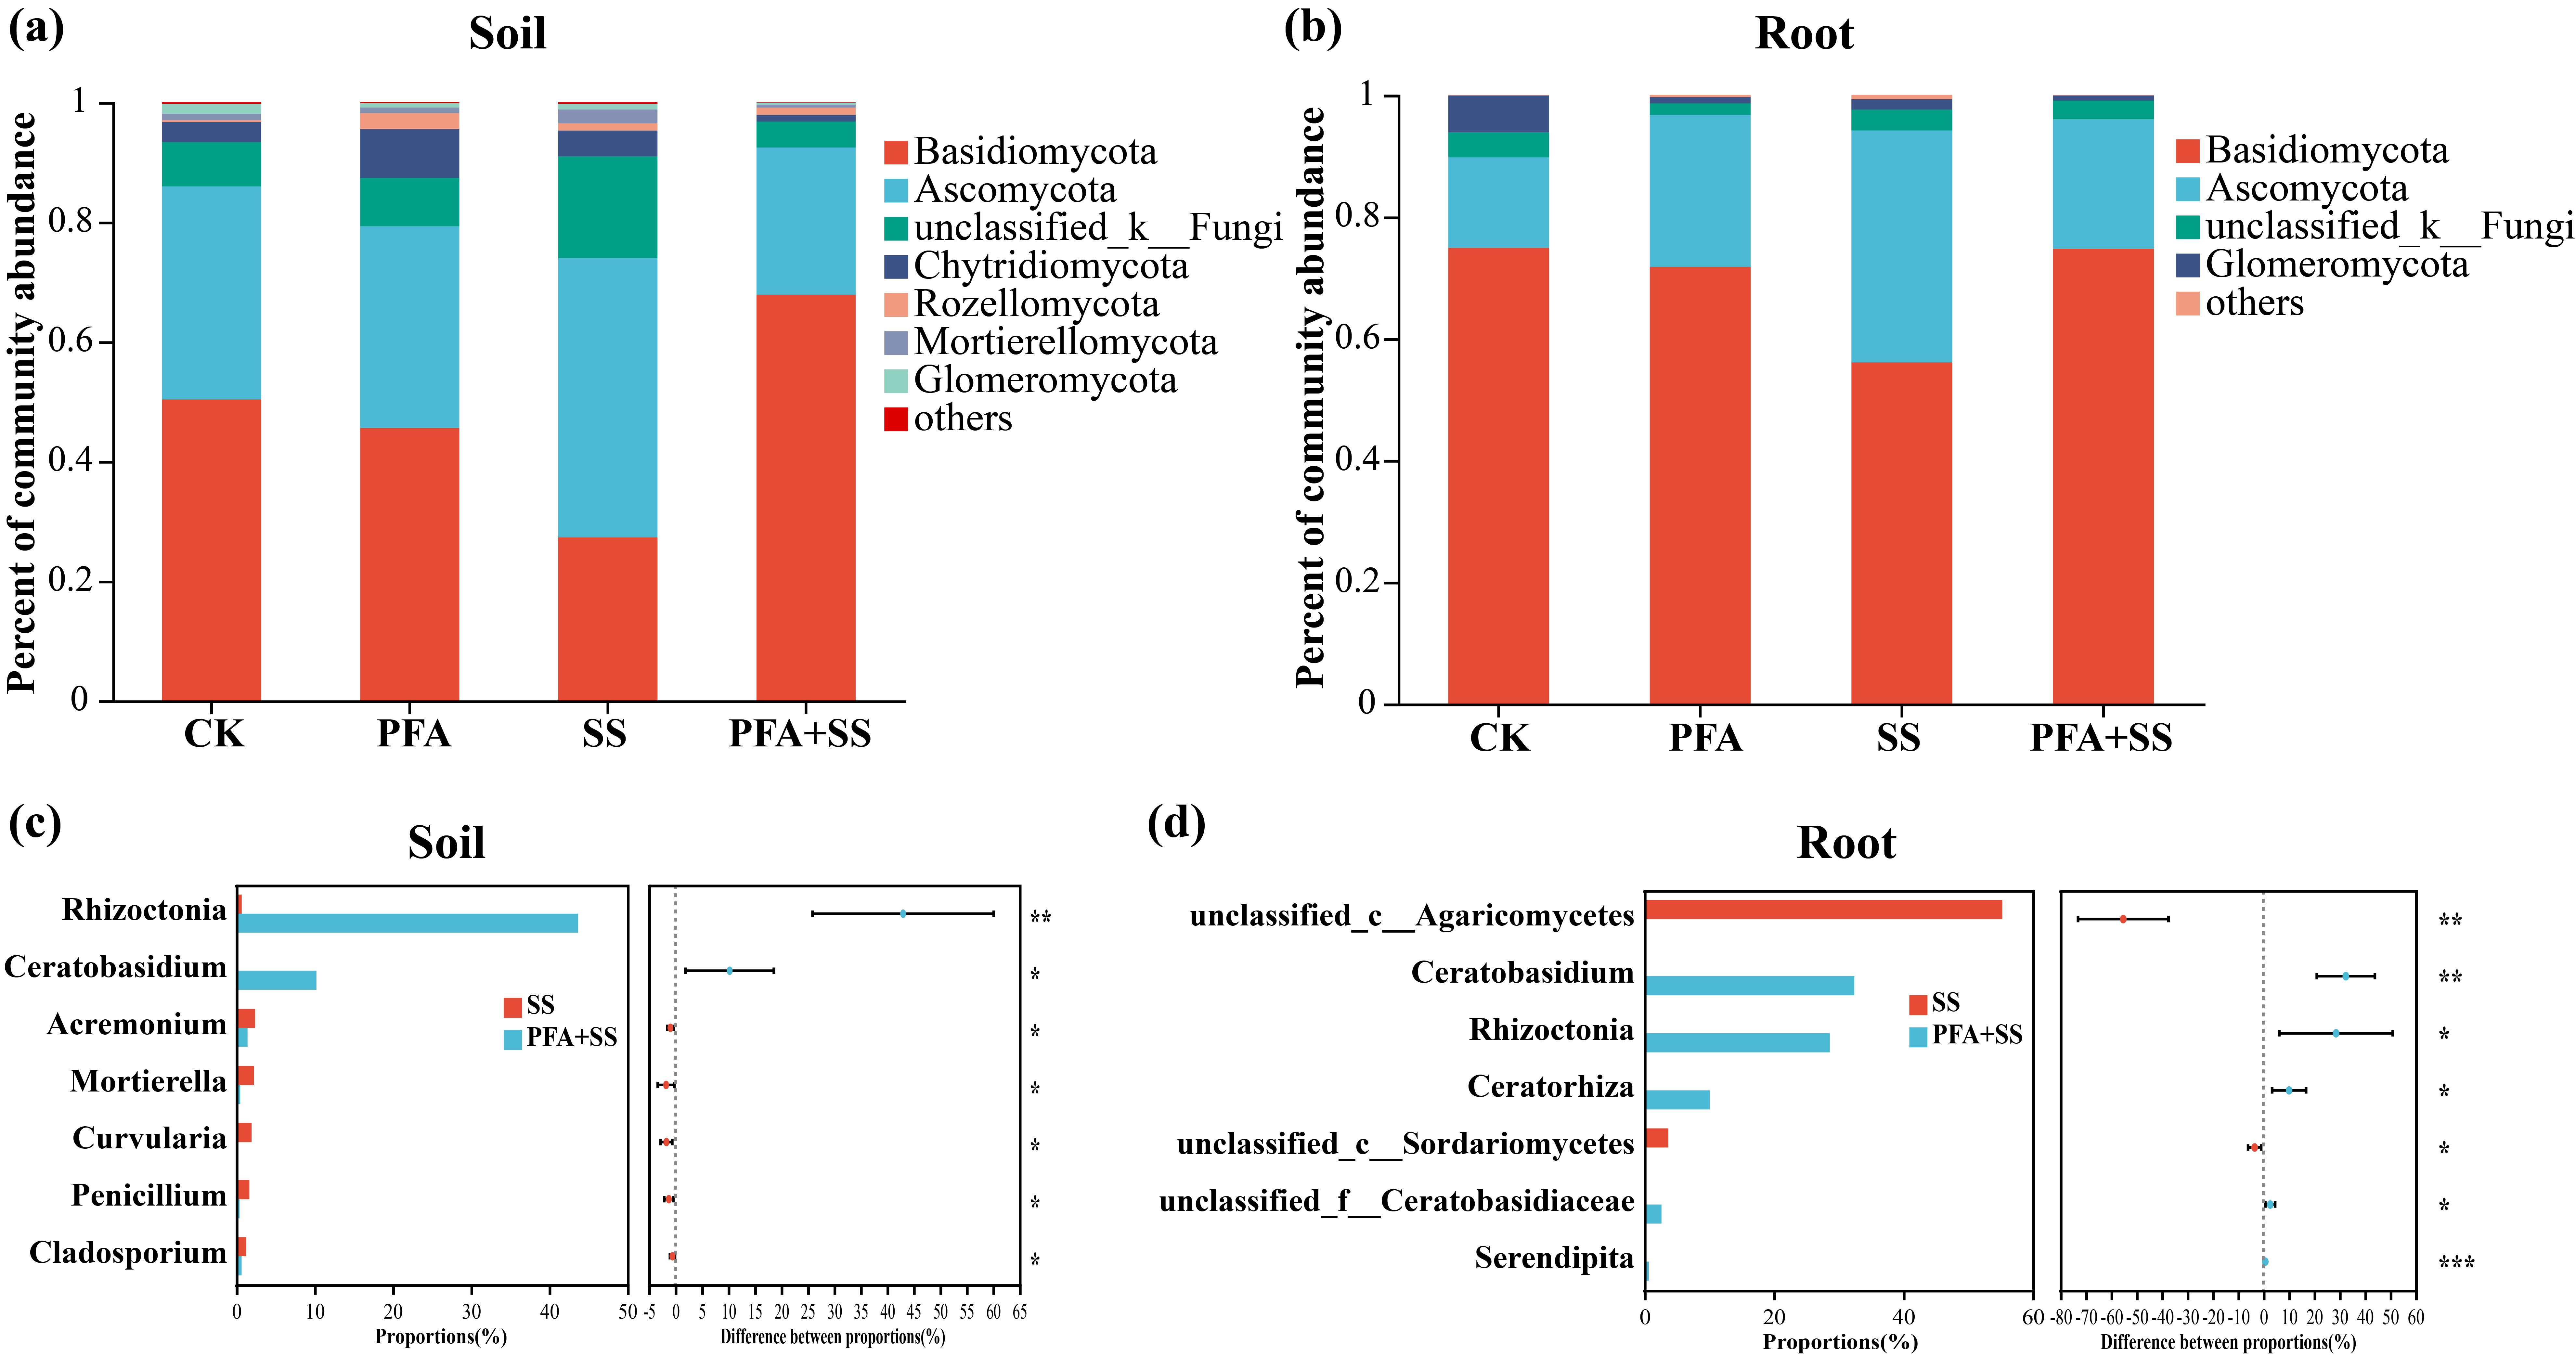 (a)
Soil
Percent of community abundance
1
0.8
0.6
0.4
0.2
0
CK PFA SS PFA+SS
Basidiomycota
Ascomycota
unclassified_k__Fungi
Chytridiomycota
Rozellomycota
Mortierellomycota
Glomeromycota
others
(b)
Root
Percent of community abundance
1
0.8
0.6
0.4
0.2
0
CK PFA SS PFA+SS
Basidiomycota
Ascomycota
unclassified_k__Fungi
Glomeromycota
others
(c)
Soil
Rhizoctonia **
Ceratobasidium *
Acremonium *
Mortierella *
Curvularia *
Penicillium *
Cladosporium *
SS
PFA+SS
0 10 20 30 40 50
Proportions(%)
-5 0 5 10 15 20 25 30 35 40 45 50 55 60 65
Difference between proportions(%)
(d)
Root
unclassified_c__Agaricomycetes **
Ceratobasidium **
Rhizoctonia *
Ceratorhiza *
unclassified_c__Sordariomycetes *
unclassified_f__Ceratobasidiaceae *
Serendipita ***
SS
PFA+SS
0 20 40 60
Proportions(%)
-80 -70 -60 -50 -40 -30 -20 -10 0 10 20 30 40 50 60
Difference between proportions(%)